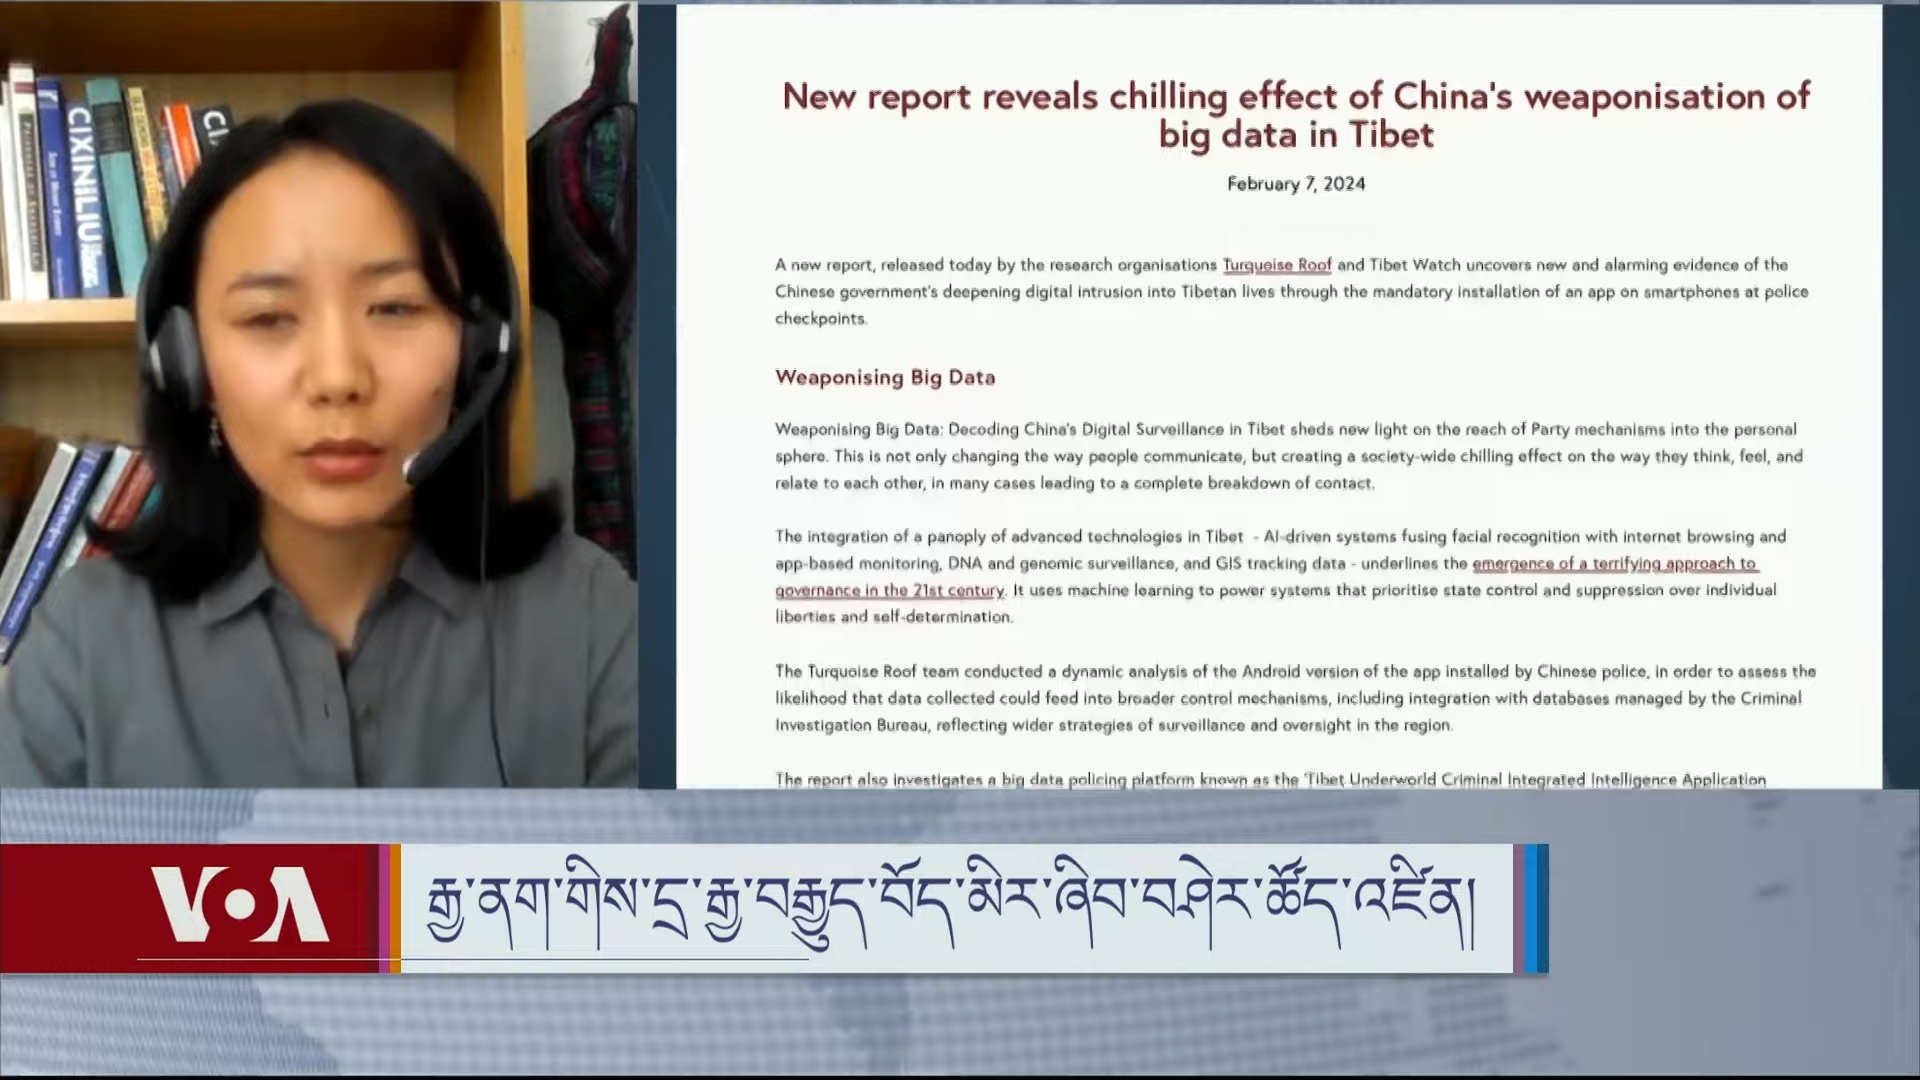 CIXINLIU
CI
New report reveals chilling effect of China's weaponisation of
big data in Tibet
February 7, 2024
A new report, released today by the research organisations Turquoise Roof and Tibet Watch uncovers new and alarming evidence of the
Chinese government's deepening digital intrusion into Tibetan lives through the mandatory installation of an app on smartphones at police
checkpoints.
Weaponising Big Data
Weaponising Big Data: Decoding China's Digital Surveillance in Tibet sheds new light on the reach of Party mechanisms into the personal
sphere. This is not only changing the way people communicate, but creating a society-wide chilling effect on the way they think, feel, and
relate to each other, in many cases leading to a complete breakdown of contact.
The integration of a panoply of advanced technologies in Tibet - AI-driven systems fusing facial recognition with internet browsing and
app-based monitoring, DNA and genomic surveillance, and GIS tracking data - underlines the emergence of a terrifying approach to
governance in the 21st century. It uses machine learning to power systems that prioritise state control and suppression over individual
liberties and self-determination.
The Turquoise Roof team conducted a dynamic analysis of the Android version of the app installed by Chinese police, in order to assess the
likelihood that data collected could feed into broader control mechanisms, including integration with databases managed by the Criminal
Investigation Bureau, reflecting wider strategies of surveillance and oversight in the region.
The report also investigates a big data policing platform known as the 'Tibet Underworld Criminal Integrated Intelligence Application
VOA
རྒྱ་ནག་གིས་དྲ་རྒྱ་བརྒྱུད་བོད་མིར་ཞིབ་བཤེར་ཚོད་འཛིན།